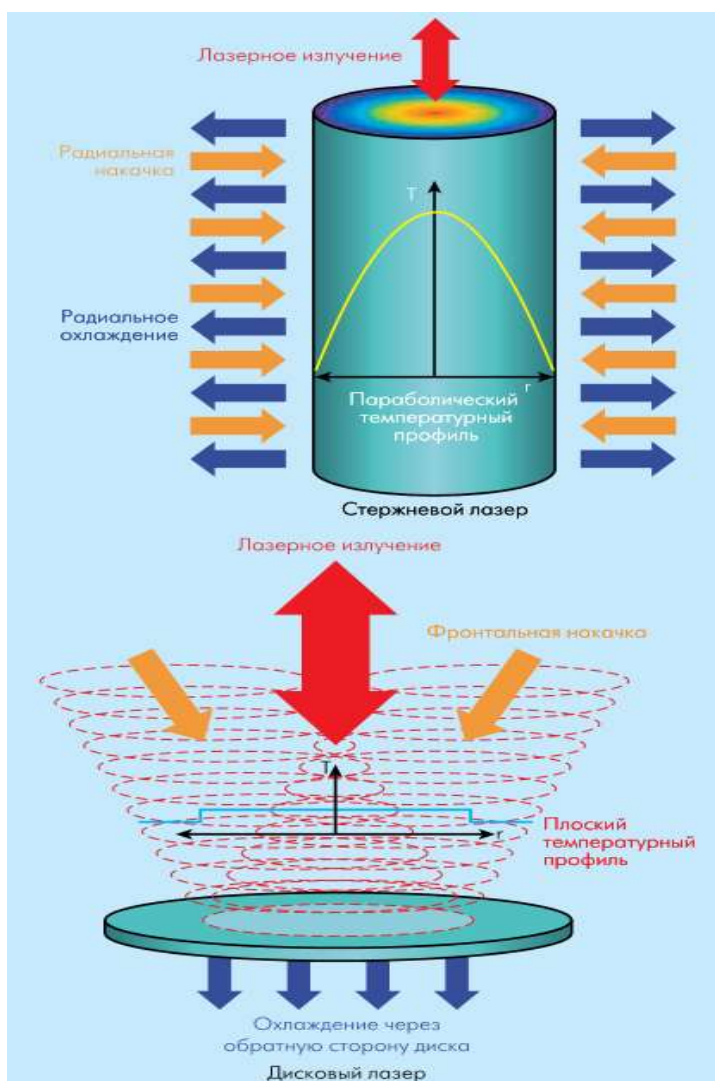 Лазерное излучение
Радиальная
накачка
T
Радиальное
охлаждение
r
Параболический
температурный
профиль
Стержневой лазер
Лазерное излучение
Фронтальная накачка
T
Плоский
температурный
профиль
r
Охлаждение через
обратную сторону диска
Дисковый лазер